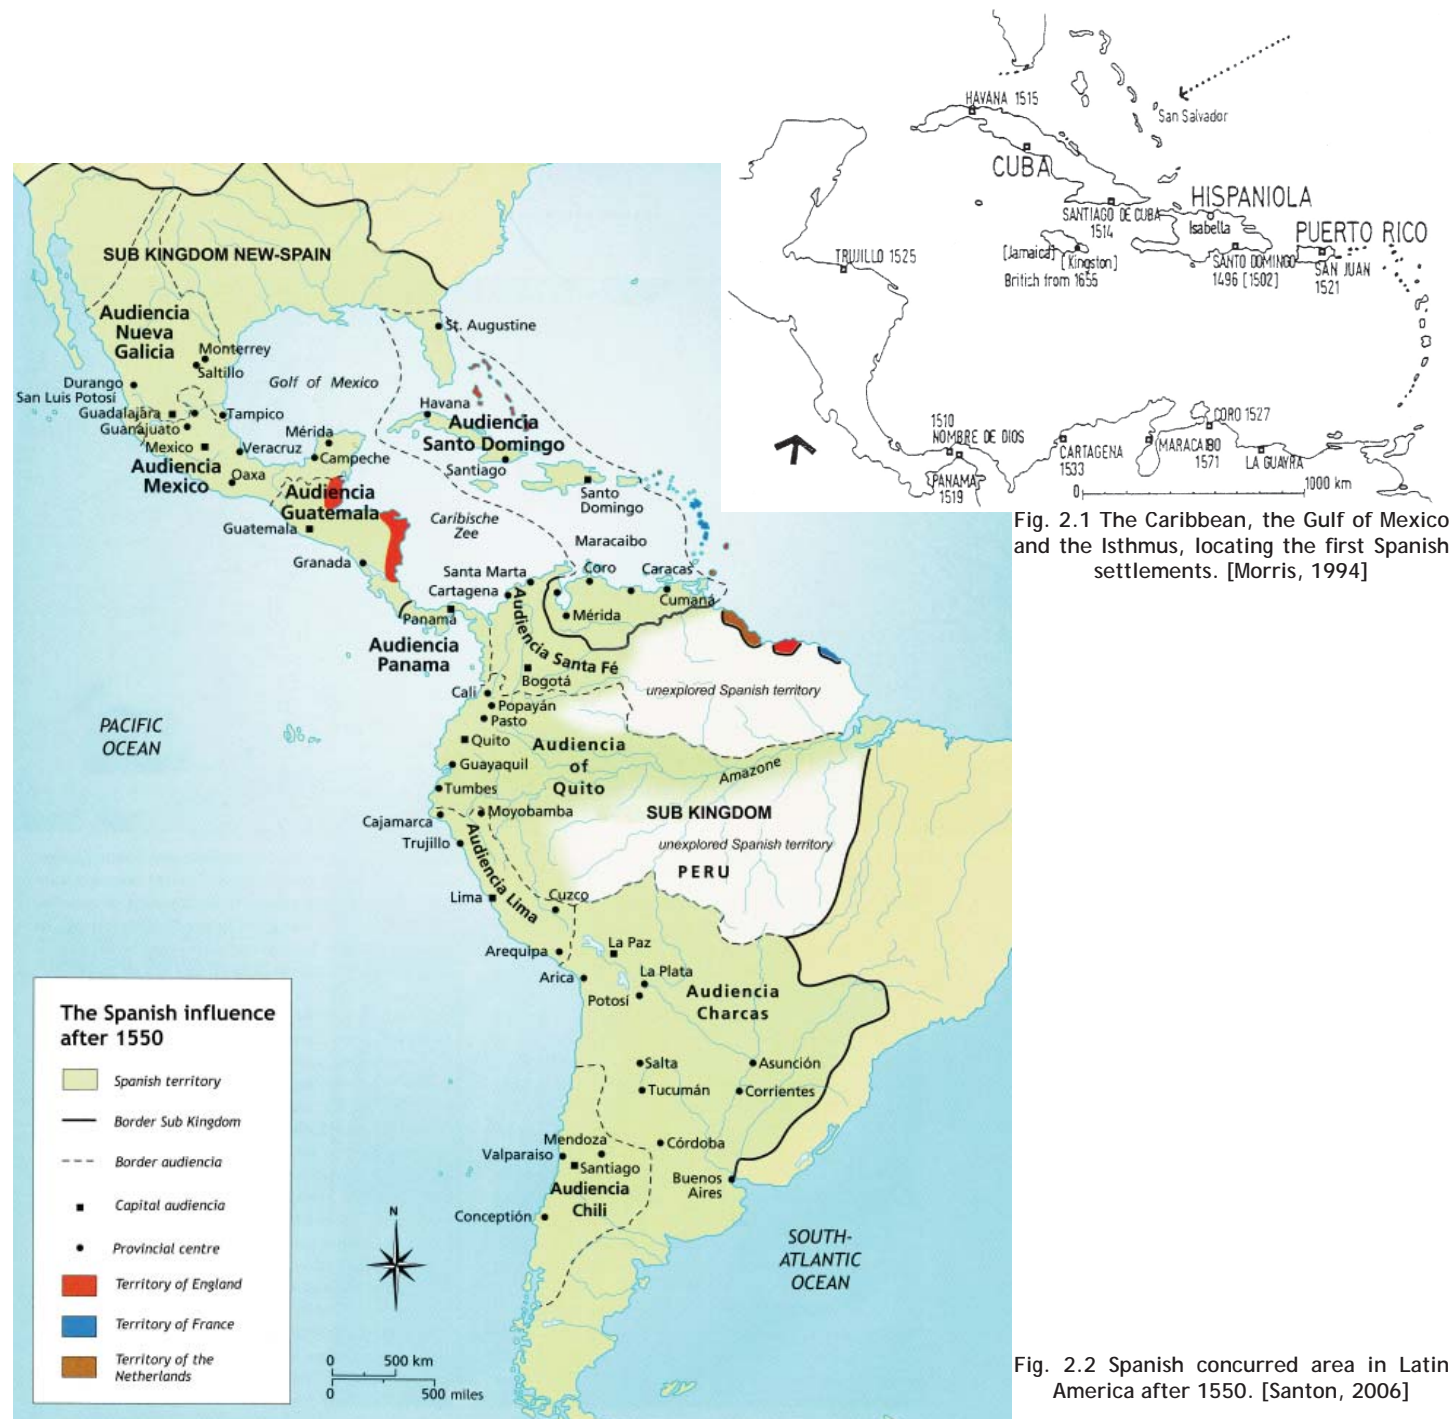 HAVANA 1515
San Salvador
CUBA
HISPANIOLA
SANTIAGO DE CUBA
1514
Isabella
PUERTO RICO
[Jamaica]
[Kingston]
British from 1655
SANTO DOMINGO
1496 [1502]
SAN JUAN
1521
TRUJILLO 1525
1510
NOMBRE DE DIOS
PANAMA
1519
CARTAGENA
1533
MARACAIBO
1571
CORO 1527
LA GUAYRA
0
1000 km
Fig. 2.1 The Caribbean, the Gulf of Mexico
and the Isthmus, locating the first Spanish
settlements. [Morris, 1994]
SUB KINGDOM NEW-SPAIN
Audiencia
Nueva
Galicia
Monterrey
Saltillo
Durango
San Luis Potosí
Guadalajara
Guanajuato
Tampico
Mexico
Veracruz
Audiencia
Mexico
Oaxa
Mérida
Campeche
Golf of Mexico
St. Augustine
Havana
Audiencia
Santo Domingo
Santiago
Santo
Domingo
Audiencia
Guatemala
Guatemala
Granada
Caribische
Zee
Maracaibo
Santa Marta
Coro
Caracas
Cartagena
Cumaná
Mérida
Panamá
Audiencia
Panama
Audiencia Santa Fé
Bogotá
unexplored Spanish territory
Cali
Popayán
Pasto
Quito
Audiencia
of
Quito
Guayaquil
Tumbes
Amazone
Moyobamba
Cajamarca
Trujillo
Audiencia Lima
SUB KINGDOM
unexplored Spanish territory
PERU
Lima
Cuzco
Arequipa
La Paz
Arica
La Plata
Potosí
Audiencia
Charcas
Salta
Asunción
Tucumán
Corrientes
Mendoza
Córdoba
Valparaiso
Santiago
Buenos
Aires
Audiencia
Chili
Conceptión
PACIFIC
OCEAN
SOUTH-
ATLANTIC
OCEAN
The Spanish influence
after 1550
Spanish territory
Border Sub Kingdom
Border audiencia
Capital audiencia
Provincial centre
Territory of England
Territory of France
Territory of the
Netherlands
N
0 500 km
0 500 miles
Fig. 2.2 Spanish concurred area in Latin
America after 1550. [Santon, 2006]